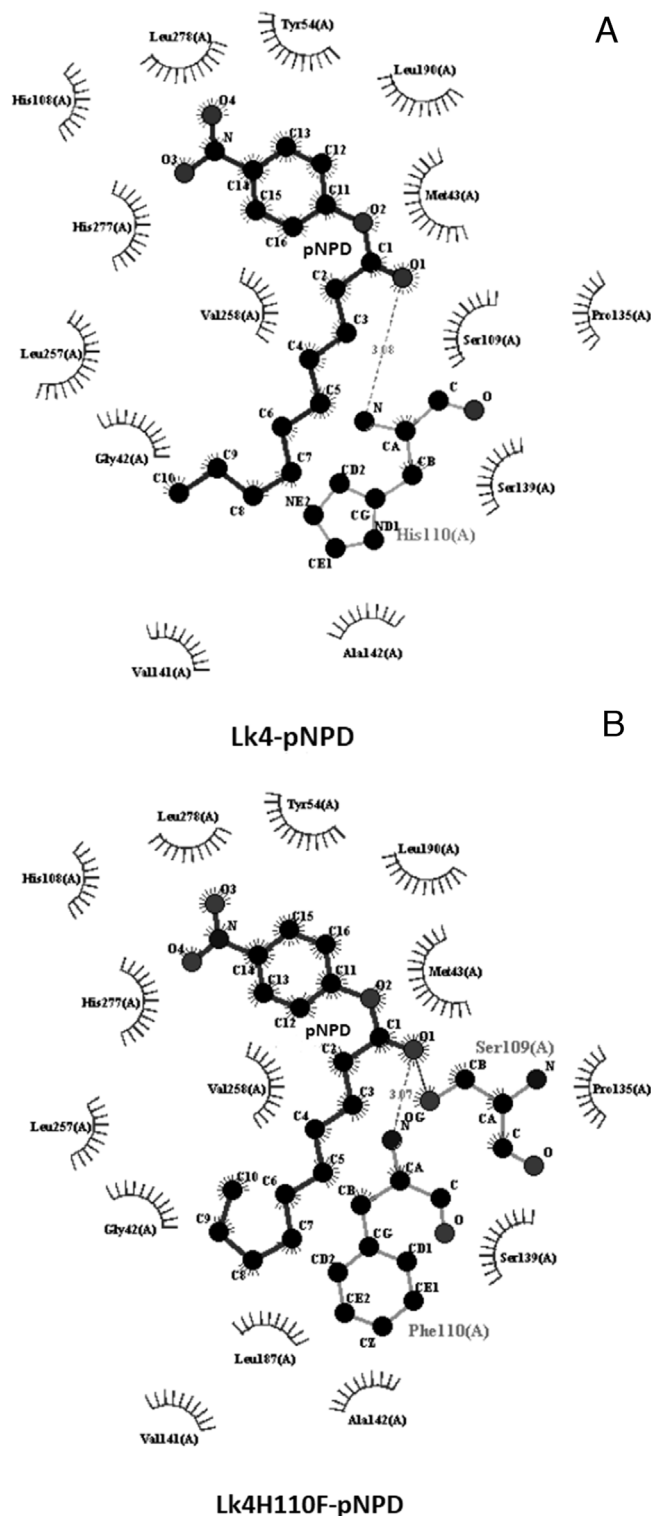 A
Tyr54(A)
Leu278(A)
Leu190(A)
His108(A)
O4
N
C13
C12
O3
C14
C15
C11
Met43(A)
O2
His277(A)
C16
pNPD
C1
O1
C2
Val258(A)
C3
Pro135(A)
Ser109(A)
Leu257(A)
C4
3.08
C5
C
O
C6
N
CA
Gly42(A)
C9
C7
CD2
CB
C10
Ser139(A)
C8
NE2
CG
ND1
His110(A)
CE1
Val141(A)
Ala142(A)
Lk4-pNPD
B
Tyr54(A)
Leu278(A)
Leu190(A)
His108(A)
O3
N
C15
C16
O4
C14
C13
C11
Met43(A)
O2
His277(A)
C12
pNPD
C1
O1
Ser109(A)
C2
CB
N
Val258(A)
C3
3.07
OG
CA
Pro135(A)
Leu257(A)
C4
N
C
O
C5
CA
C10
C6
CB
C
Gly42(A)
C9
C7
O
CG
CD1
Ser139(A)
C8
CD2
CE2
CE1
Leu187(A)
CZ
Phe110(A)
Val141(A)
Ala142(A)
Lk4H110F-pNPD